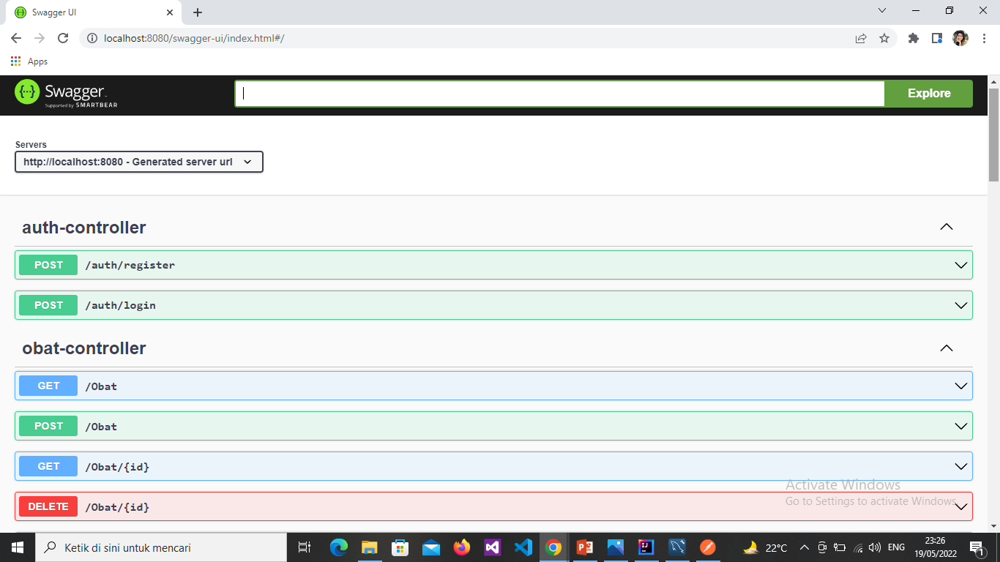 Swagger UI
localhost:8080/swagger-ui/index.html#/
Apps
Swagger
Supported by SMARTBEAR
Explore
Servers
http://localhost:8080 - Generated server url
auth-controller
POST /auth/register
POST /auth/login
obat-controller
GET /Obat
POST /Obat
GET /Obat/{id}
DELETE /Obat/{id}
Activate Windows
Go to Settings to activate Windows.
Ketik di sini untuk mencari
22°C
ENG
23:26
19/05/2022
1